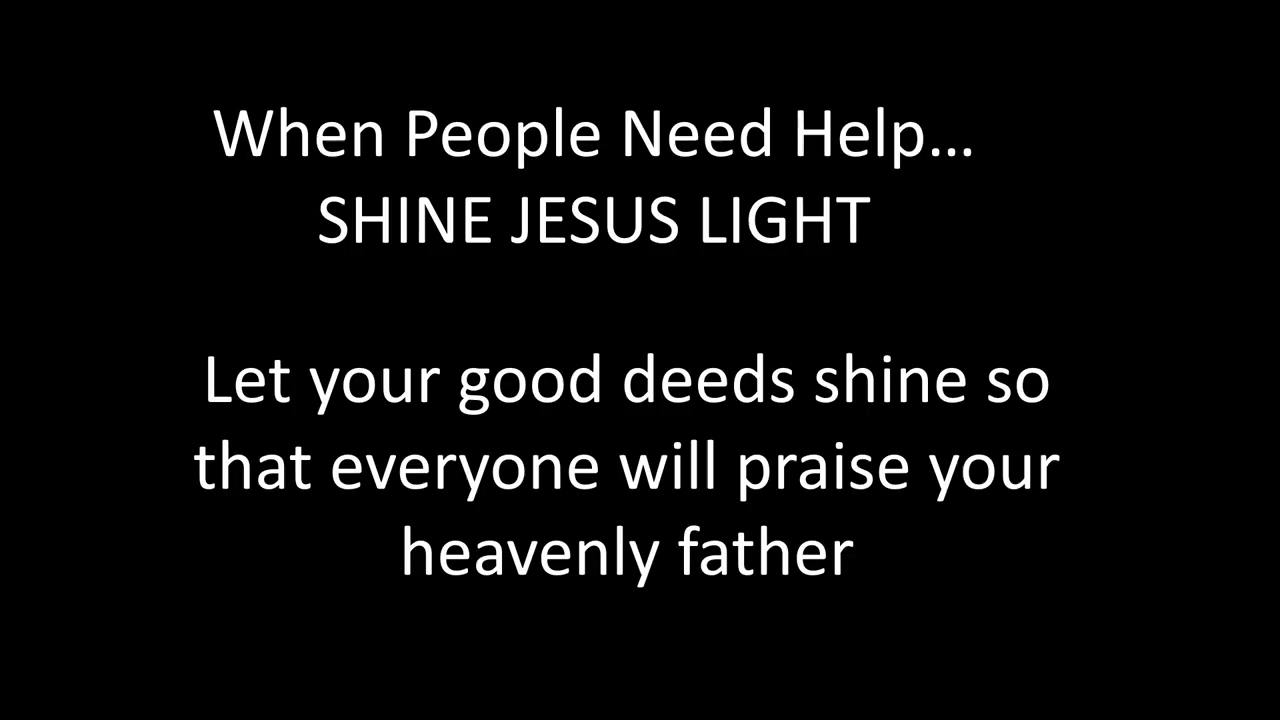 When People Need Help…
SHINE JESUS LIGHT
Let your good deeds shine so
that everyone will praise your
heavenly father